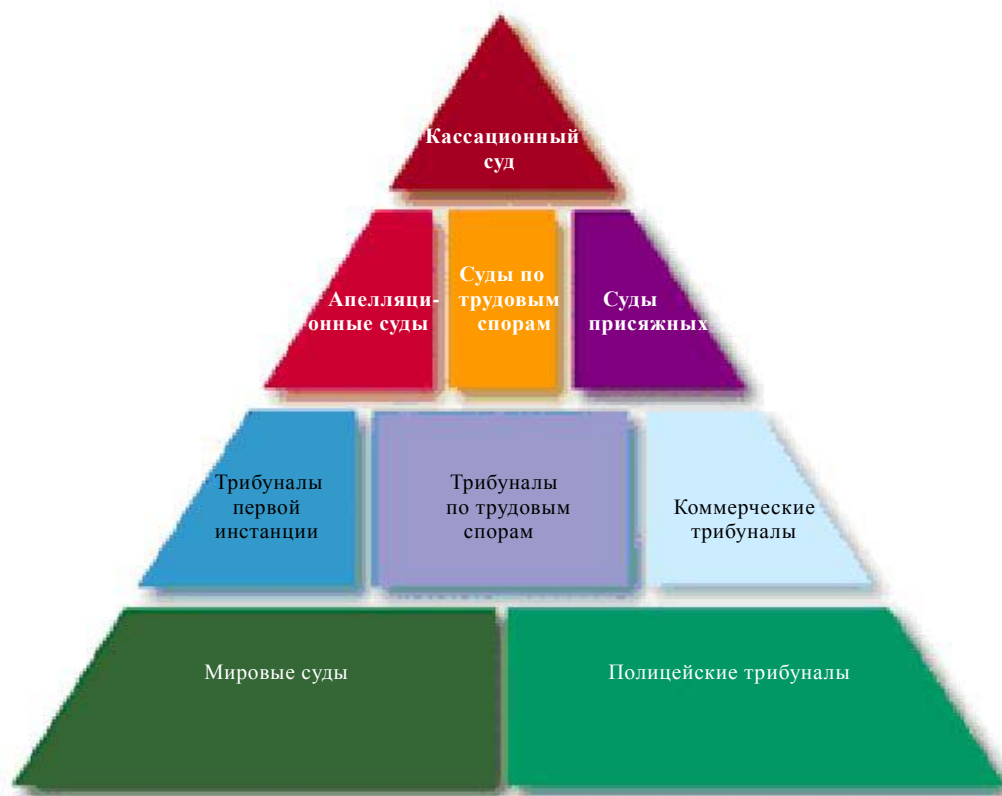 Кассационный
суд
Апелляци-
онные суды
Суды по
трудовым
спорам
Суды
присяжных
Трибуналы
первой
инстанции
Трибуналы
по трудовым
спорам
Коммерческие
трибуналы
Мировые суды
Полицейские трибуналы